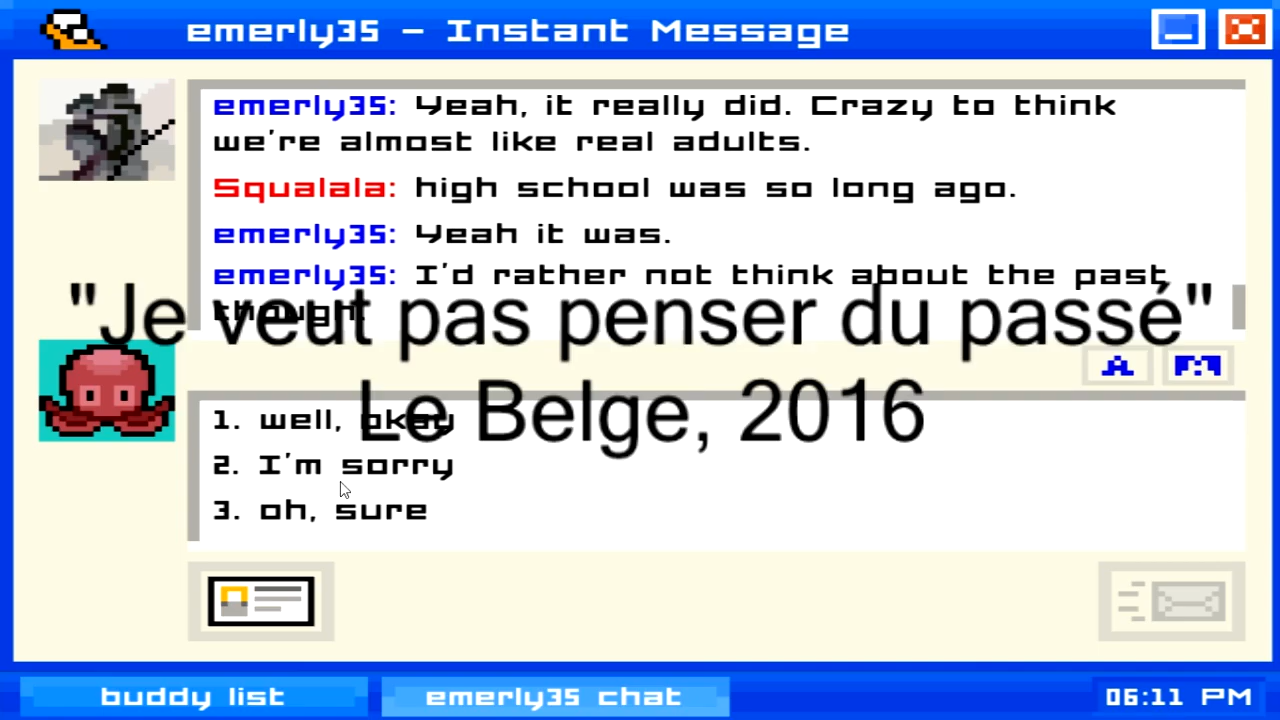 emerly35 - Instant Message
emerly35: Yeah, it really did. Crazy to think
we're almost like real adults.
Squalala: high school was so long ago.
emerly35: Yeah it was.
emerly35: I'd rather not think about the past
though.
"Je veut pas penser du passé"
Le Belge, 2016
A
1. well, okay
2. I'm sorry
3. oh, sure
buddy list
emerly35 chat
06:11 PM